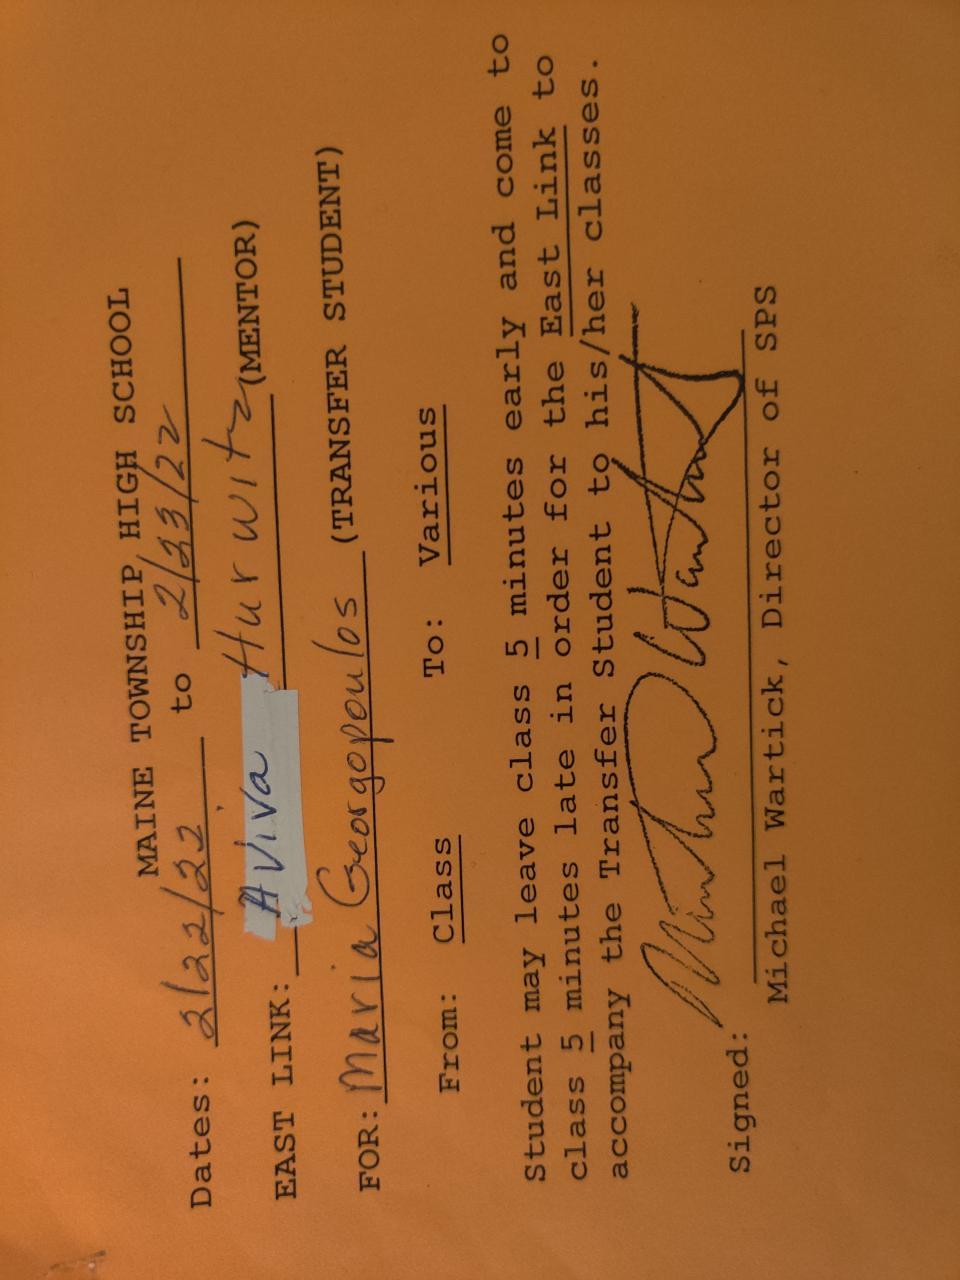 MAINE TOWNSHIP HIGH SCHOOL
Dates: 2/22/22 to 2/23/22
EAST LINK: Aviva Hurwitz (MENTOR)
FOR: Maria Georgopoulos (TRANSFER STUDENT)
From: Class To: Various
Student may leave class 5 minutes early and come to
class 5 minutes late in order for the East Link to
accompany the Transfer Student to his/her classes.
Signed:
Michael Wartick, Director of SPS